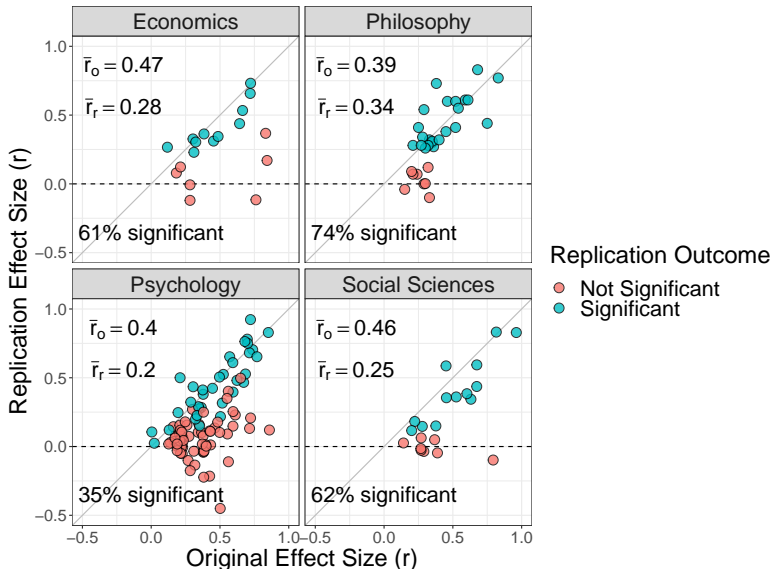 Economics
Philosophy
1.0
0.5
0.0
−0.5
r̄o = 0.47
r̄r = 0.28
61% significant
r̄o = 0.39
r̄r = 0.34
74% significant
Psychology
Social Sciences
1.0
0.5
0.0
−0.5
r̄o = 0.4
r̄r = 0.2
35% significant
r̄o = 0.46
r̄r = 0.25
62% significant
−0.5 0.0 0.5 1.0 −0.5 0.0 0.5 1.0
Original Effect Size (r)
Replication Effect Size (r)
Replication Outcome
Not Significant
Significant